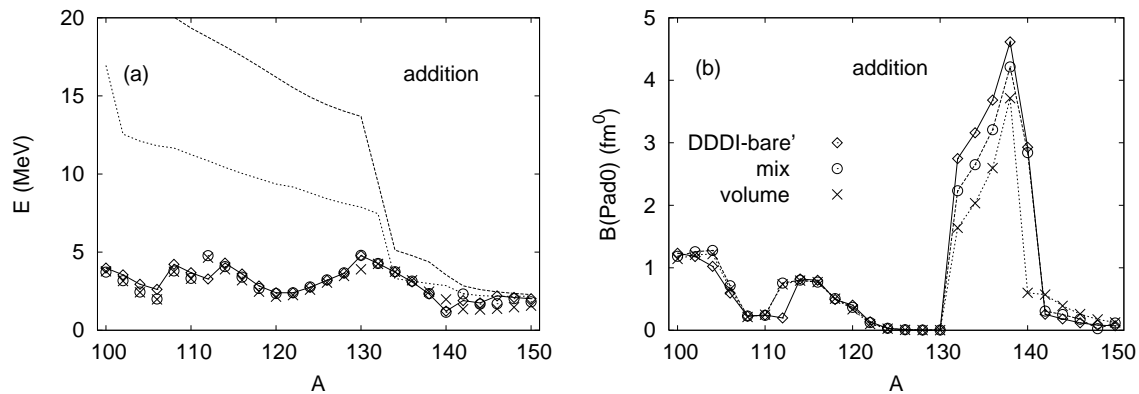 (a)
addition
E (MeV)
20
15
10
5
0
100 110 120 130 140 150
A
(b)
addition
B(Pad0) (fm⁰)
5
4
3
2
1
0
DDDI-bare'
mix
volume
100 110 120 130 140 150
A